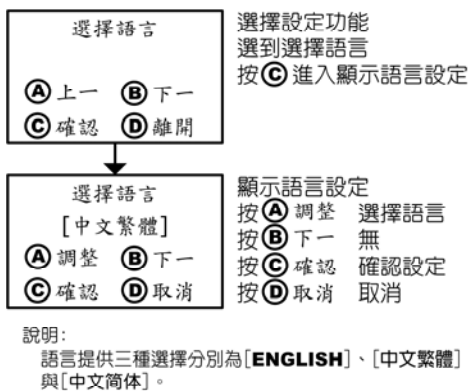 選擇語言
Ⓐ上一 Ⓑ下一
Ⓒ確認 Ⓓ離開
選擇設定功能
選到選擇語言
按Ⓒ進入顯示語言設定
選擇語言
[中文繁體]
Ⓐ調整 Ⓑ下一
Ⓒ確認 Ⓓ取消
顯示語言設定
按Ⓐ調整 選擇語言
按Ⓑ下一 無
按Ⓒ確認 確認設定
按Ⓓ取消 取消
說明:
語言提供三種選擇分別為[ENGLISH]、[中文繁體]
與[中文简体]。